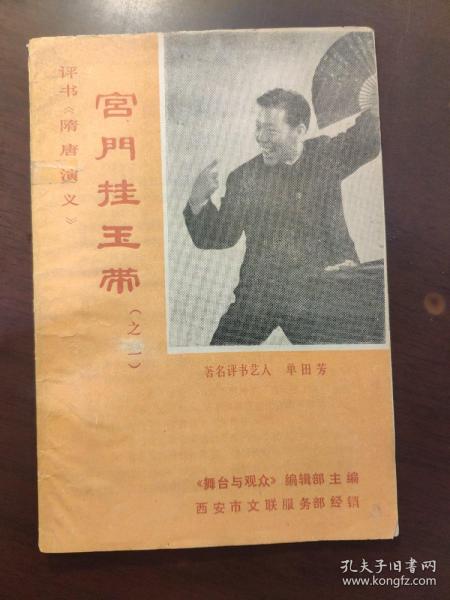 评书《隋唐演义》
宫門挂玉带
（之一）
著名评书艺人 单田芳
《舞台与观众》编辑部主编
西安市文联服务部经销
孔夫子旧书网
www.kongfz.com